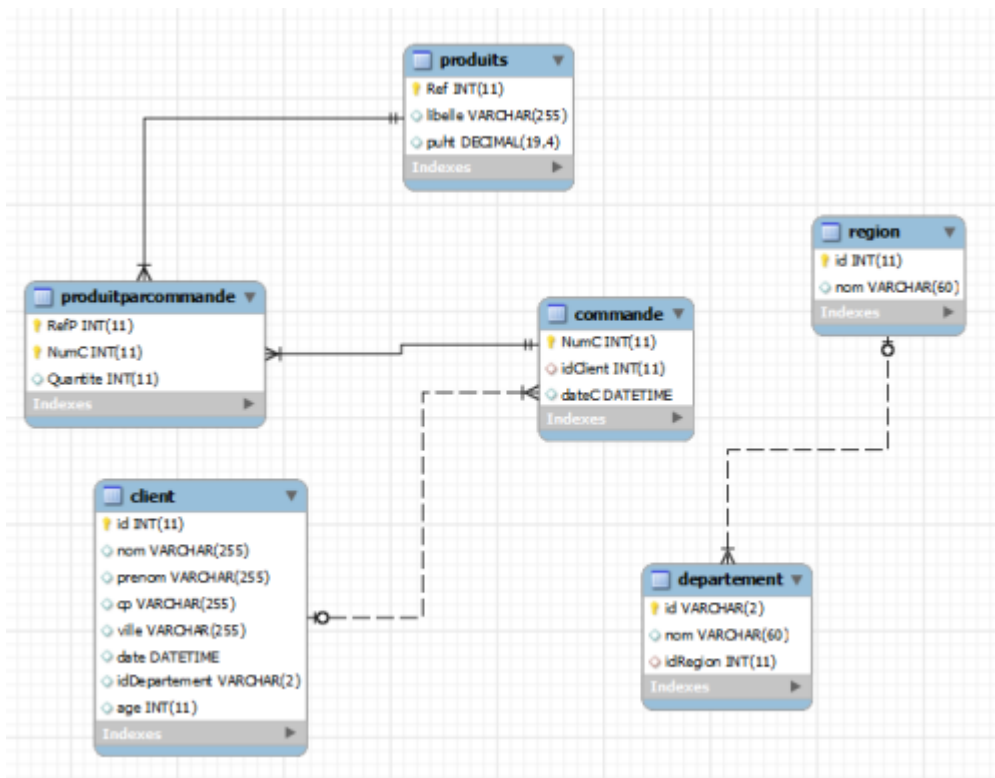 produits
Ref INT(11)
libelle VARCHAR(255)
puht DECIMAL(19,4)
Indexes
region
id INT(11)
nom VARCHAR(60)
Indexes
produitparcommande
RefP INT(11)
NumC INT(11)
Quantite INT(11)
Indexes
commande
NumC INT(11)
idClient INT(11)
dateC DATETIME
Indexes
client
id INT(11)
nom VARCHAR(255)
prenom VARCHAR(255)
cp VARCHAR(255)
ville VARCHAR(255)
date DATETIME
idDepartement VARCHAR(2)
age INT(11)
Indexes
departement
id VARCHAR(2)
nom VARCHAR(60)
idRegion INT(11)
Indexes